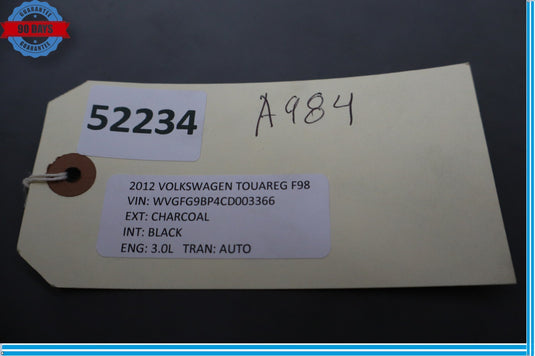 GUARANTEE
90 DAYS
GUARANTEE
52234
A984
2012 VOLKSWAGEN TOUAREG F98
VIN: WVGFG9BP4CD003366
EXT: CHARCOAL
INT: BLACK
ENG: 3.0L TRAN: AUTO